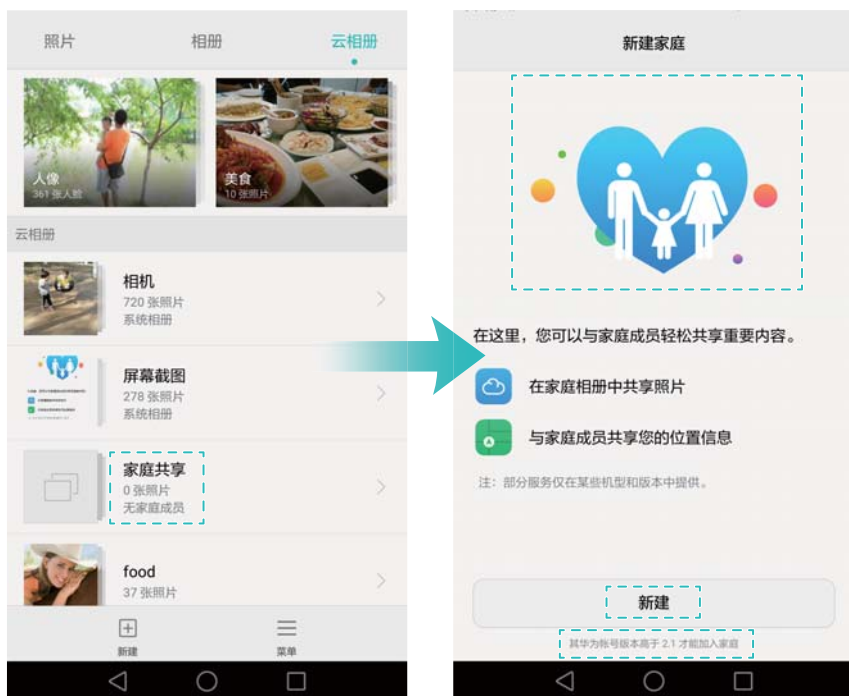 照片
相册
云相册
人像
361 张人脸
美食
10 张照片
云相册
相机
720 张照片
系统相册
屏幕截图
278 张照片
系统相册
家庭共享
0 张照片
无家庭成员
food
37 张照片
新建
菜单
新建家庭
在这里，您可以与家庭成员轻松共享重要内容。
在家庭相册中共享照片
与家庭成员共享您的位置信息
注：部分服务仅在某些机型和版本中提供。
新建
其华为帐号版本高于 2.1 才能加入家庭